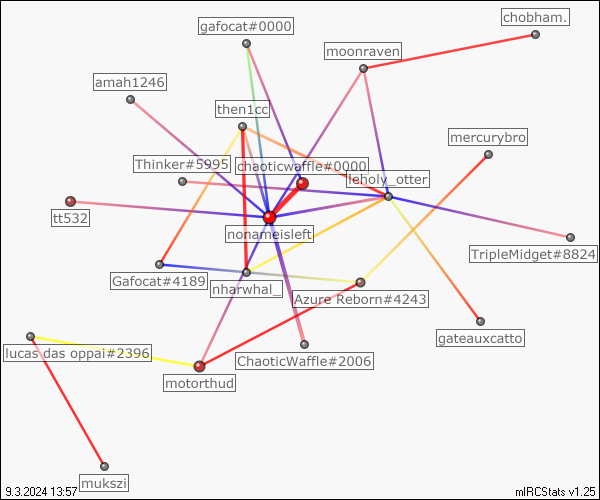 chobham.
gafocat#0000
moonraven
amah1246
then1cc
mercurybro
Thinker#5995
chaoticwaffle#0000
leholy_otter
tt532
nonameisleft
TripleMidget#8824
Gafocat#4189
nharwhal_
Azure Reborn#4243
gateauxcatto
lucas das oppai#2396
ChaoticWaffle#2006
motorthud
mukszi
9.3.2024 13:57
mIRCStats v1.25